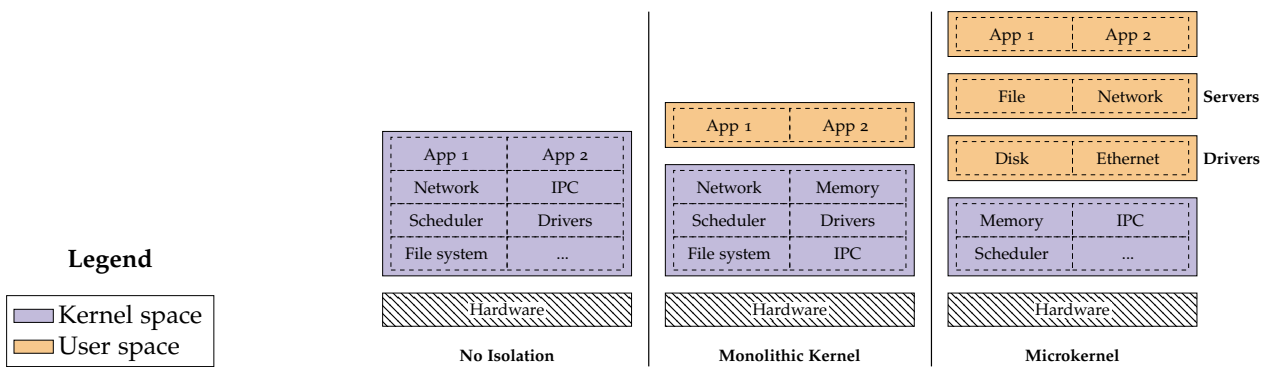 Legend
Kernel space
User space
App 1 App 2
Network IPC
Scheduler Drivers
File system ...
Hardware
No Isolation
App 1 App 2
Network Memory
Scheduler Drivers
File system IPC
Hardware
Monolithic Kernel
App 1 App 2
File Network Servers
Disk Ethernet Drivers
Memory IPC
Scheduler ...
Hardware
Microkernel